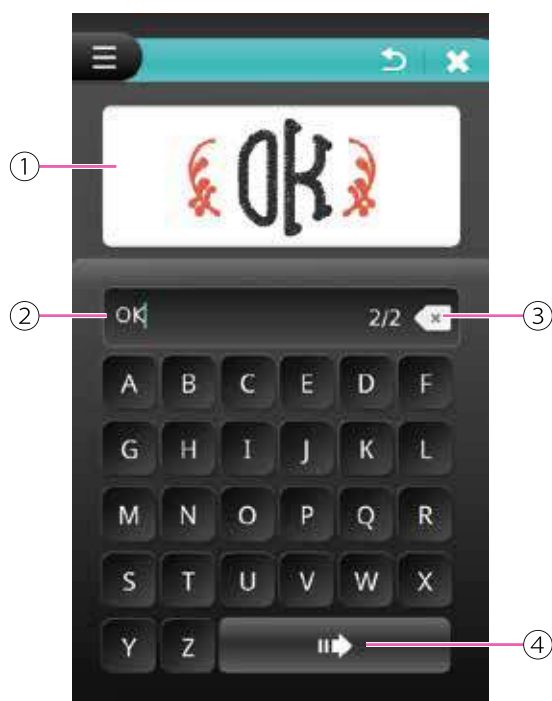 OK
①
②
OK
2/2
③
A B C E D F
G H I J K L
M N O P Q R
S T U V W X
Y Z
④